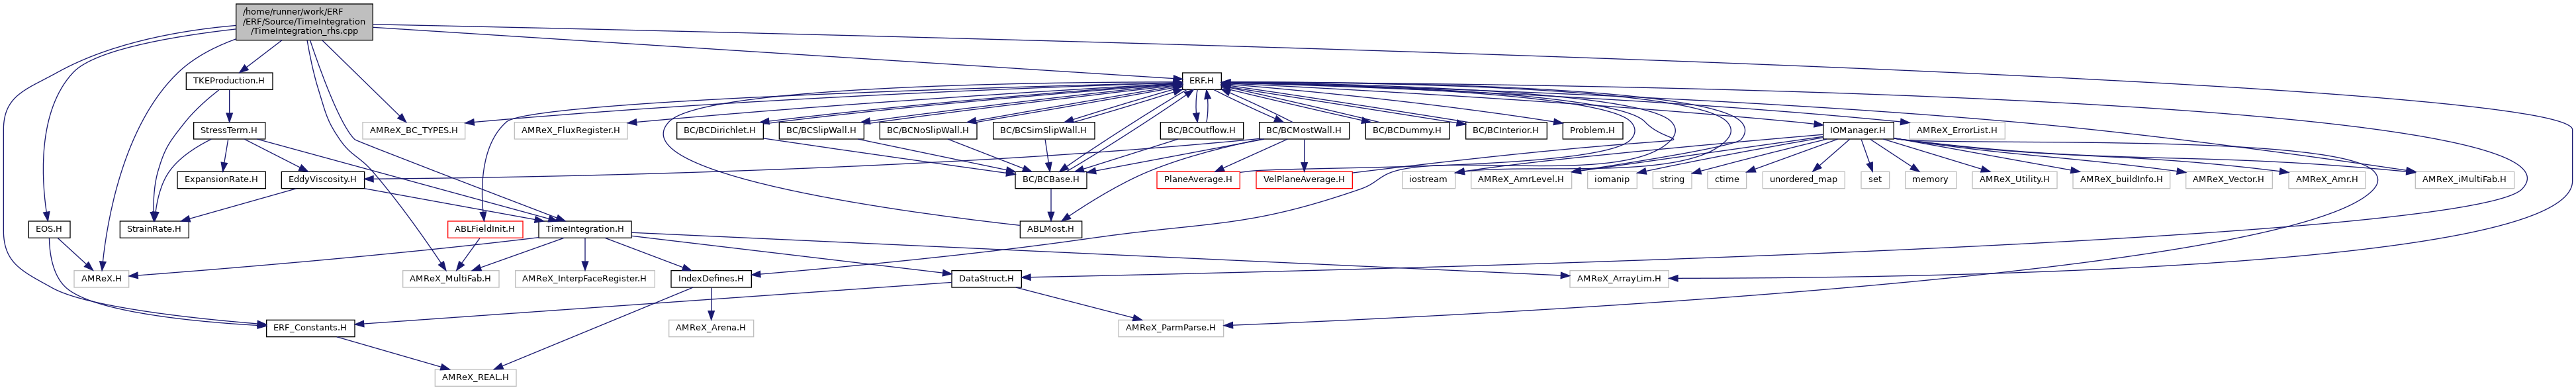 /home/runner/work/ERF
/ERF/Source/TimeIntegration
/TimeIntegration_rhs.cpp
TKEProduction.H
ERF.H
StressTerm.H
AMReX_BC_TYPES.H
AMReX_FluxRegister.H
BC/BCDirichlet.H
BC/BCSlipWall.H
BC/BCNoSlipWall.H
BC/BCSimSlipWall.H
BC/BCOutflow.H
BC/BCMostWall.H
BC/BCDummy.H
BC/BCInterior.H
Problem.H
IOManager.H
AMReX_ErrorList.H
ExpansionRate.H
EddyViscosity.H
BC/BCBase.H
PlaneAverage.H
VelPlaneAverage.H
iostream
AMReX_AmrLevel.H
iomanip
string
ctime
unordered_map
set
memory
AMReX_Utility.H
AMReX_buildInfo.H
AMReX_Vector.H
AMReX_Amr.H
AMReX_iMultiFab.H
EOS.H
StrainRate.H
ABLFieldInit.H
TimeIntegration.H
ABLMost.H
AMReX.H
AMReX_MultiFab.H
AMReX_InterpFaceRegister.H
IndexDefines.H
DataStruct.H
AMReX_ArrayLim.H
ERF_Constants.H
AMReX_Arena.H
AMReX_ParmParse.H
AMReX_REAL.H